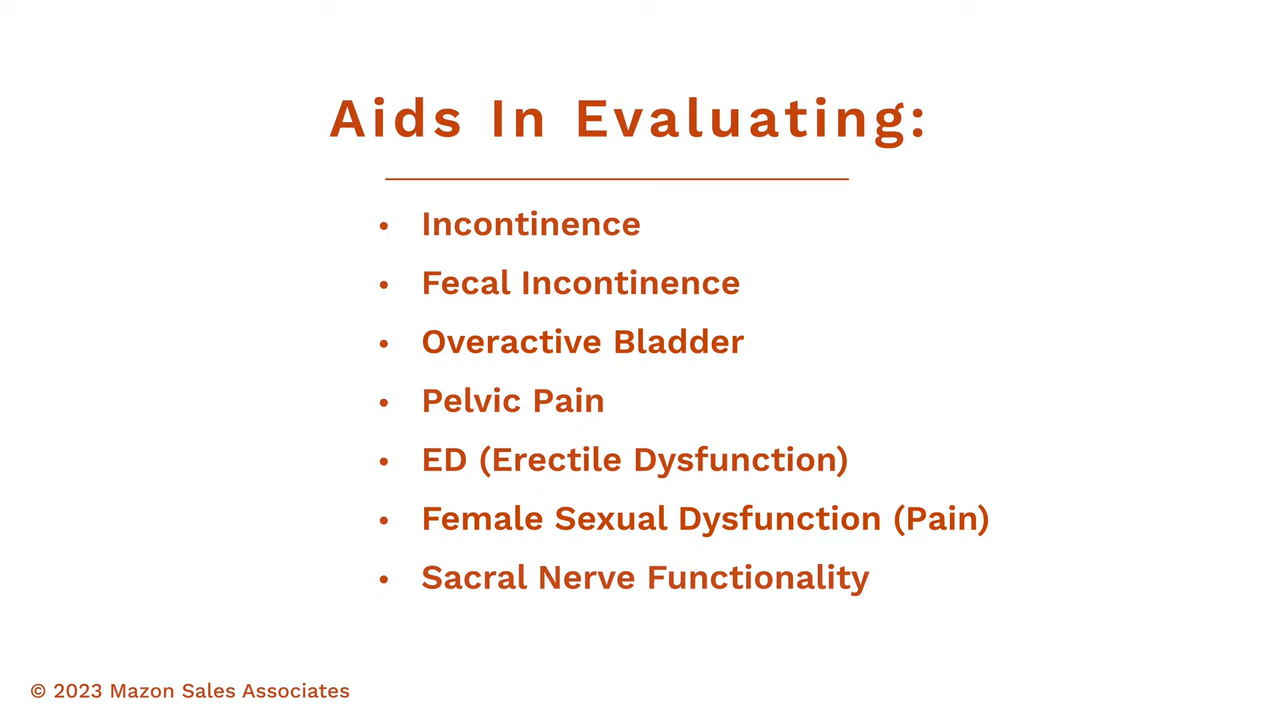 Aids In Evaluating:
• Incontinence
• Fecal Incontinence
• Overactive Bladder
• Pelvic Pain
• ED (Erectile Dysfunction)
• Female Sexual Dysfunction (Pain)
• Sacral Nerve Functionality
© 2023 Mazon Sales Associates